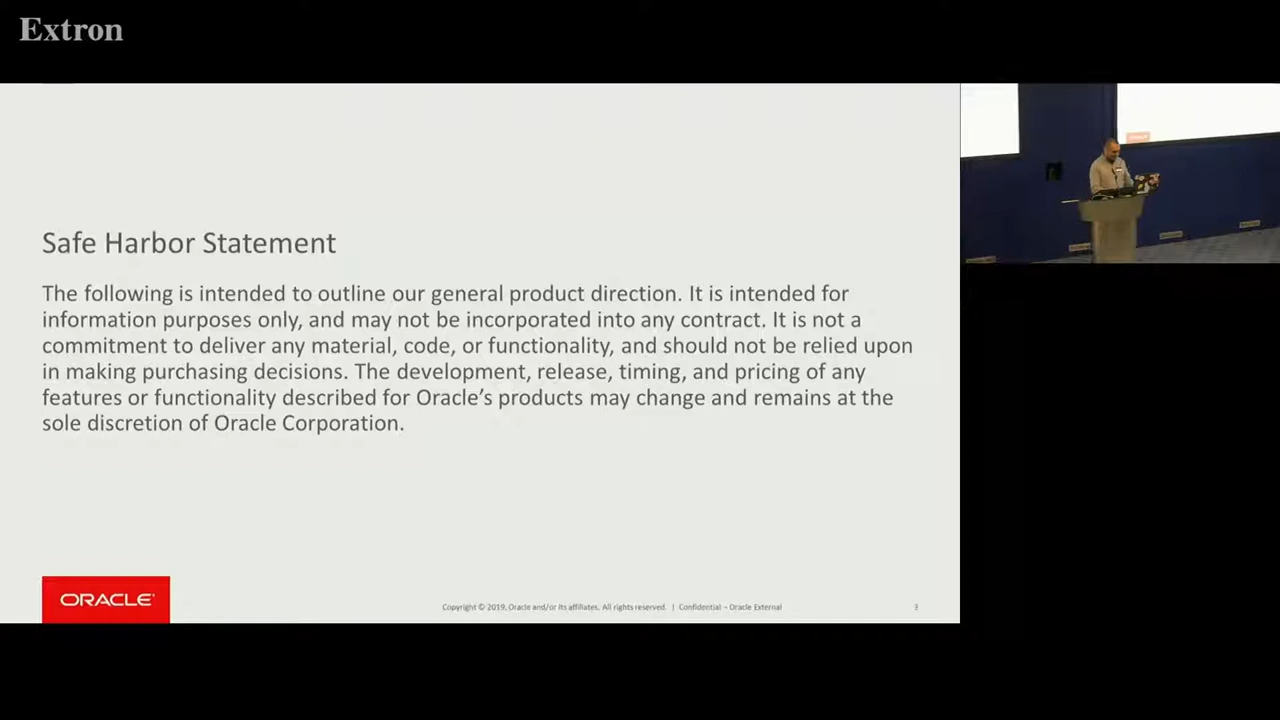 Extron
Safe Harbor Statement
The following is intended to outline our general product direction. It is intended for
information purposes only, and may not be incorporated into any contract. It is not a
commitment to deliver any material, code, or functionality, and should not be relied upon
in making purchasing decisions. The development, release, timing, and pricing of any
features or functionality described for Oracle’s products may change and remains at the
sole discretion of Oracle Corporation.
ORACLE
Copyright © 2019, Oracle and/or its affiliates. All rights reserved. | Confidential – Oracle External
3